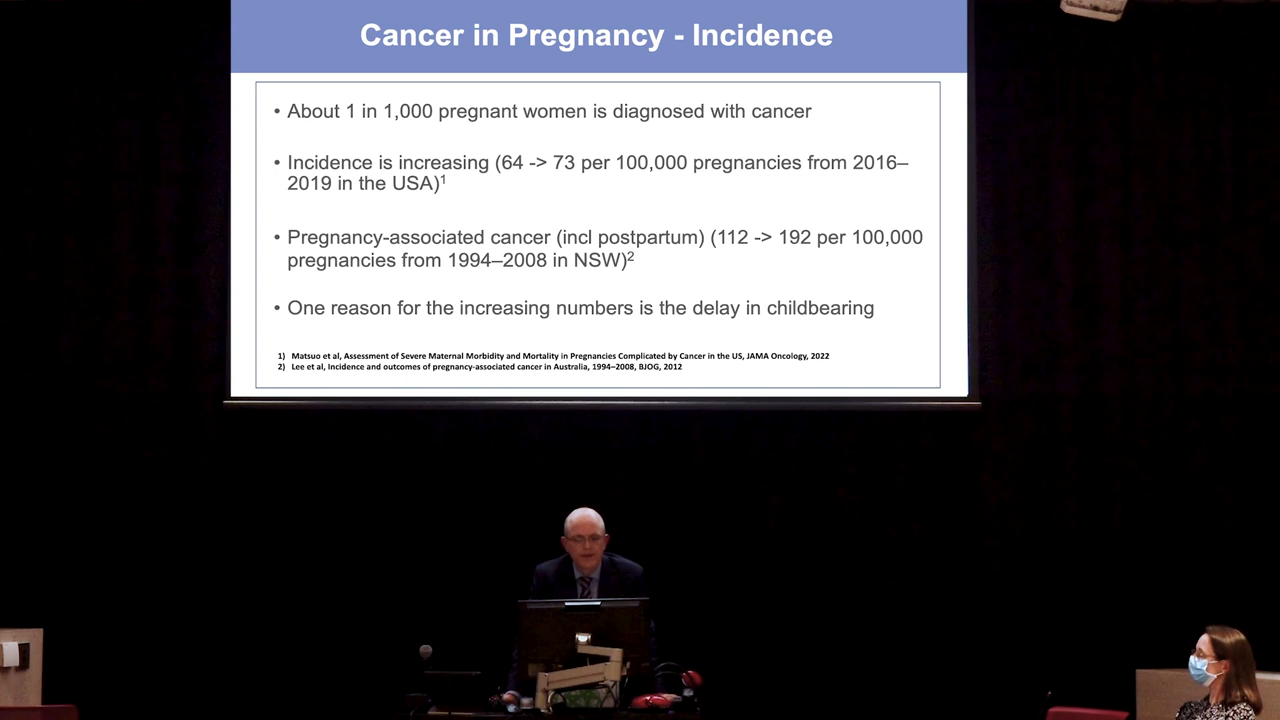 Cancer in Pregnancy - Incidence
• About 1 in 1,000 pregnant women is diagnosed with cancer
• Incidence is increasing (64 -> 73 per 100,000 pregnancies from 2016–
2019 in the USA)¹
• Pregnancy-associated cancer (incl postpartum) (112 -> 192 per 100,000
pregnancies from 1994–2008 in NSW)²
• One reason for the increasing numbers is the delay in childbearing
1) Matsuo et al, Assessment of Severe Maternal Morbidity and Mortality in Pregnancies Complicated by Cancer in the US, JAMA Oncology, 2022
2) Lee et al, Incidence and outcomes of pregnancy-associated cancer in Australia, 1994–2008, BJOG, 2012